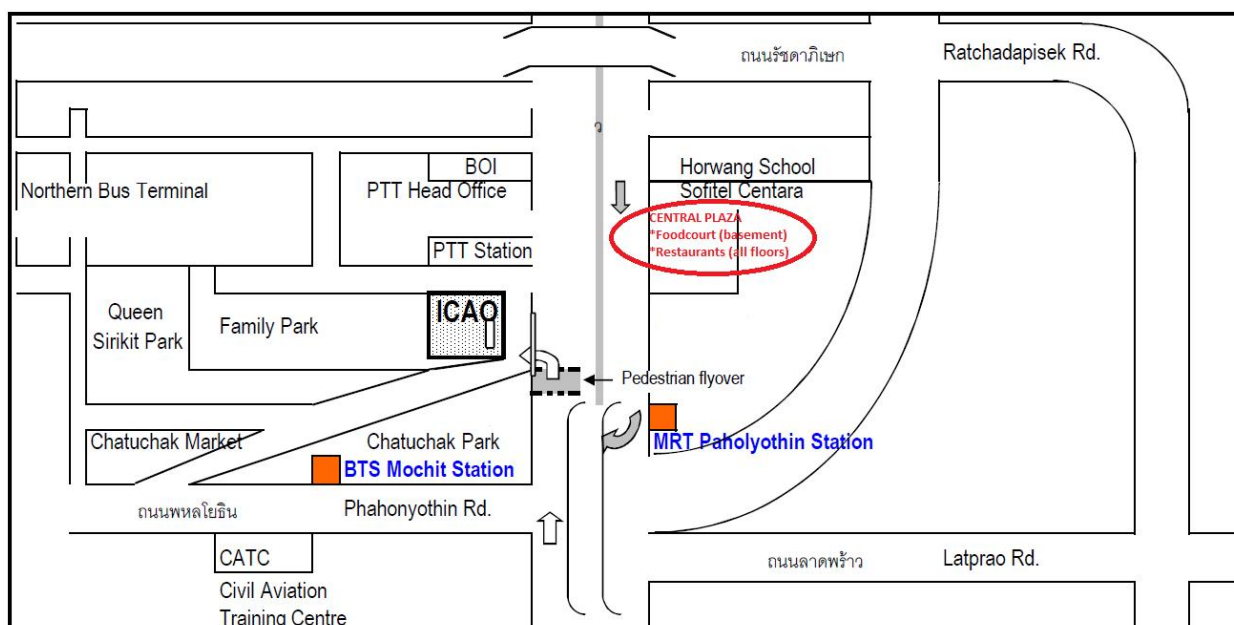 ถนนรัชดาภิเษก
Ratchadapisek Rd.
ว
BOI
Horwang School
Northern Bus Terminal
PTT Head Office
Sofitel Centara
CENTRAL PLAZA
*Foodcourt (basement)
*Restaurants (all floors)
PTT Station
ICAO
Queen
Sirikit Park
Family Park
Pedestrian flyover
Chatuchak Market
Chatuchak Park
MRT Paholyothin Station
BTS Mochit Station
ถนนพหลโยธิน
Phahonyothin Rd.
CATC
ถนนลาดพร้าว
Latprao Rd.
Civil Aviation
Training Centre